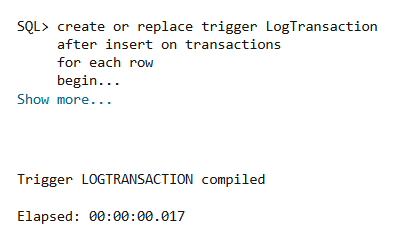 SQL> create or replace trigger LogTransaction
after insert on transactions
for each row
begin...
Show more...
Trigger LOGTRANSACTION compiled
Elapsed: 00:00:00.017